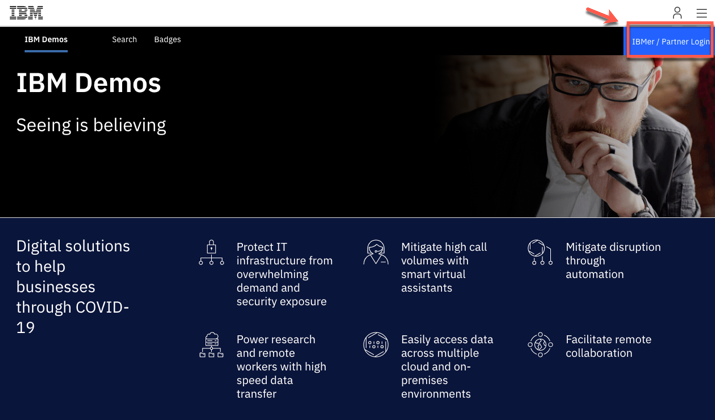 IBM
IBM Demos
Search
Badges
IBMer / Partner Login
IBM Demos
Seeing is believing
Digital solutions
to help
businesses
through COVID-
19
Protect IT
infrastructure from
overwhelming
demand and
security exposure
Mitigate high call
volumes with
smart virtual
assistants
Mitigate disruption
through
automation
Power research
and remote
workers with high
speed data
transfer
Easily access data
across multiple
cloud and on-
premises
environments
Facilitate remote
collaboration